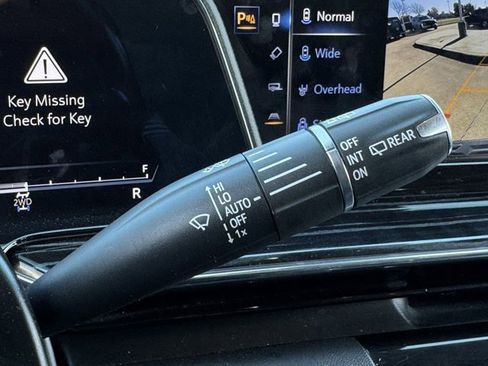 P
Normal
Wide
Overhead
Key Missing
Check for Key
F
R
2WD
HI
LO
AUTO
OFF
1x
OFF
INT
ON
REAR